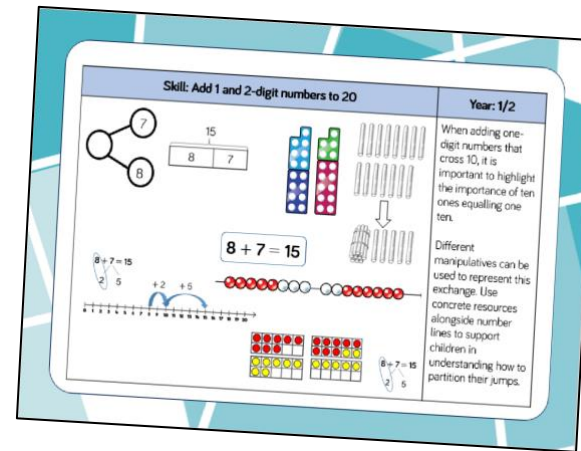 Skill: Add 1 and 2-digit numbers to 20
Year: 1/2
7
8
15
8 7
8 + 7 = 15
8 + 7 = 15
2 5
+2 +5
8 + 7 = 15
2 5
When adding one-
digit numbers that
cross 10, it is
important to highlight
the importance of ten
ones equalling one
ten.
Different
manipulatives can be
used to represent this
exchange. Use
concrete resources
alongside number
lines to support
children in
understanding how to
partition their jumps.